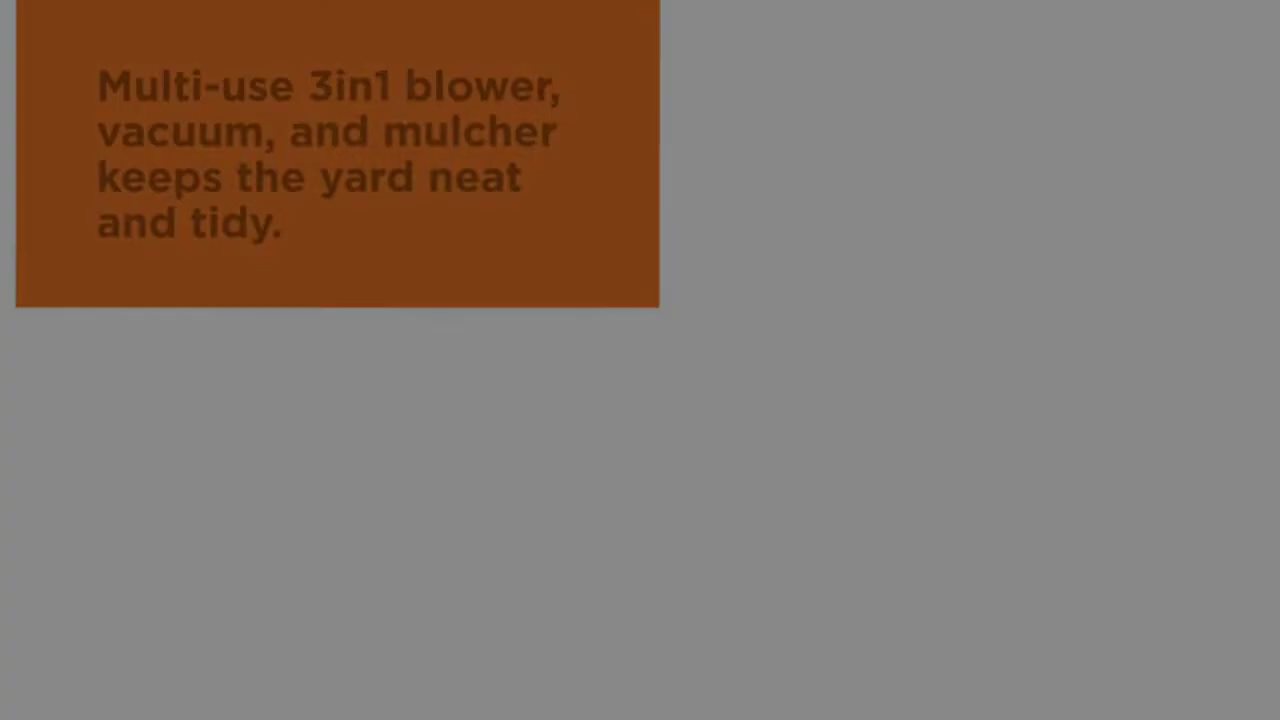 Multi-use 3in1 blower,
vacuum, and mulcher
keeps the yard neat
and tidy.